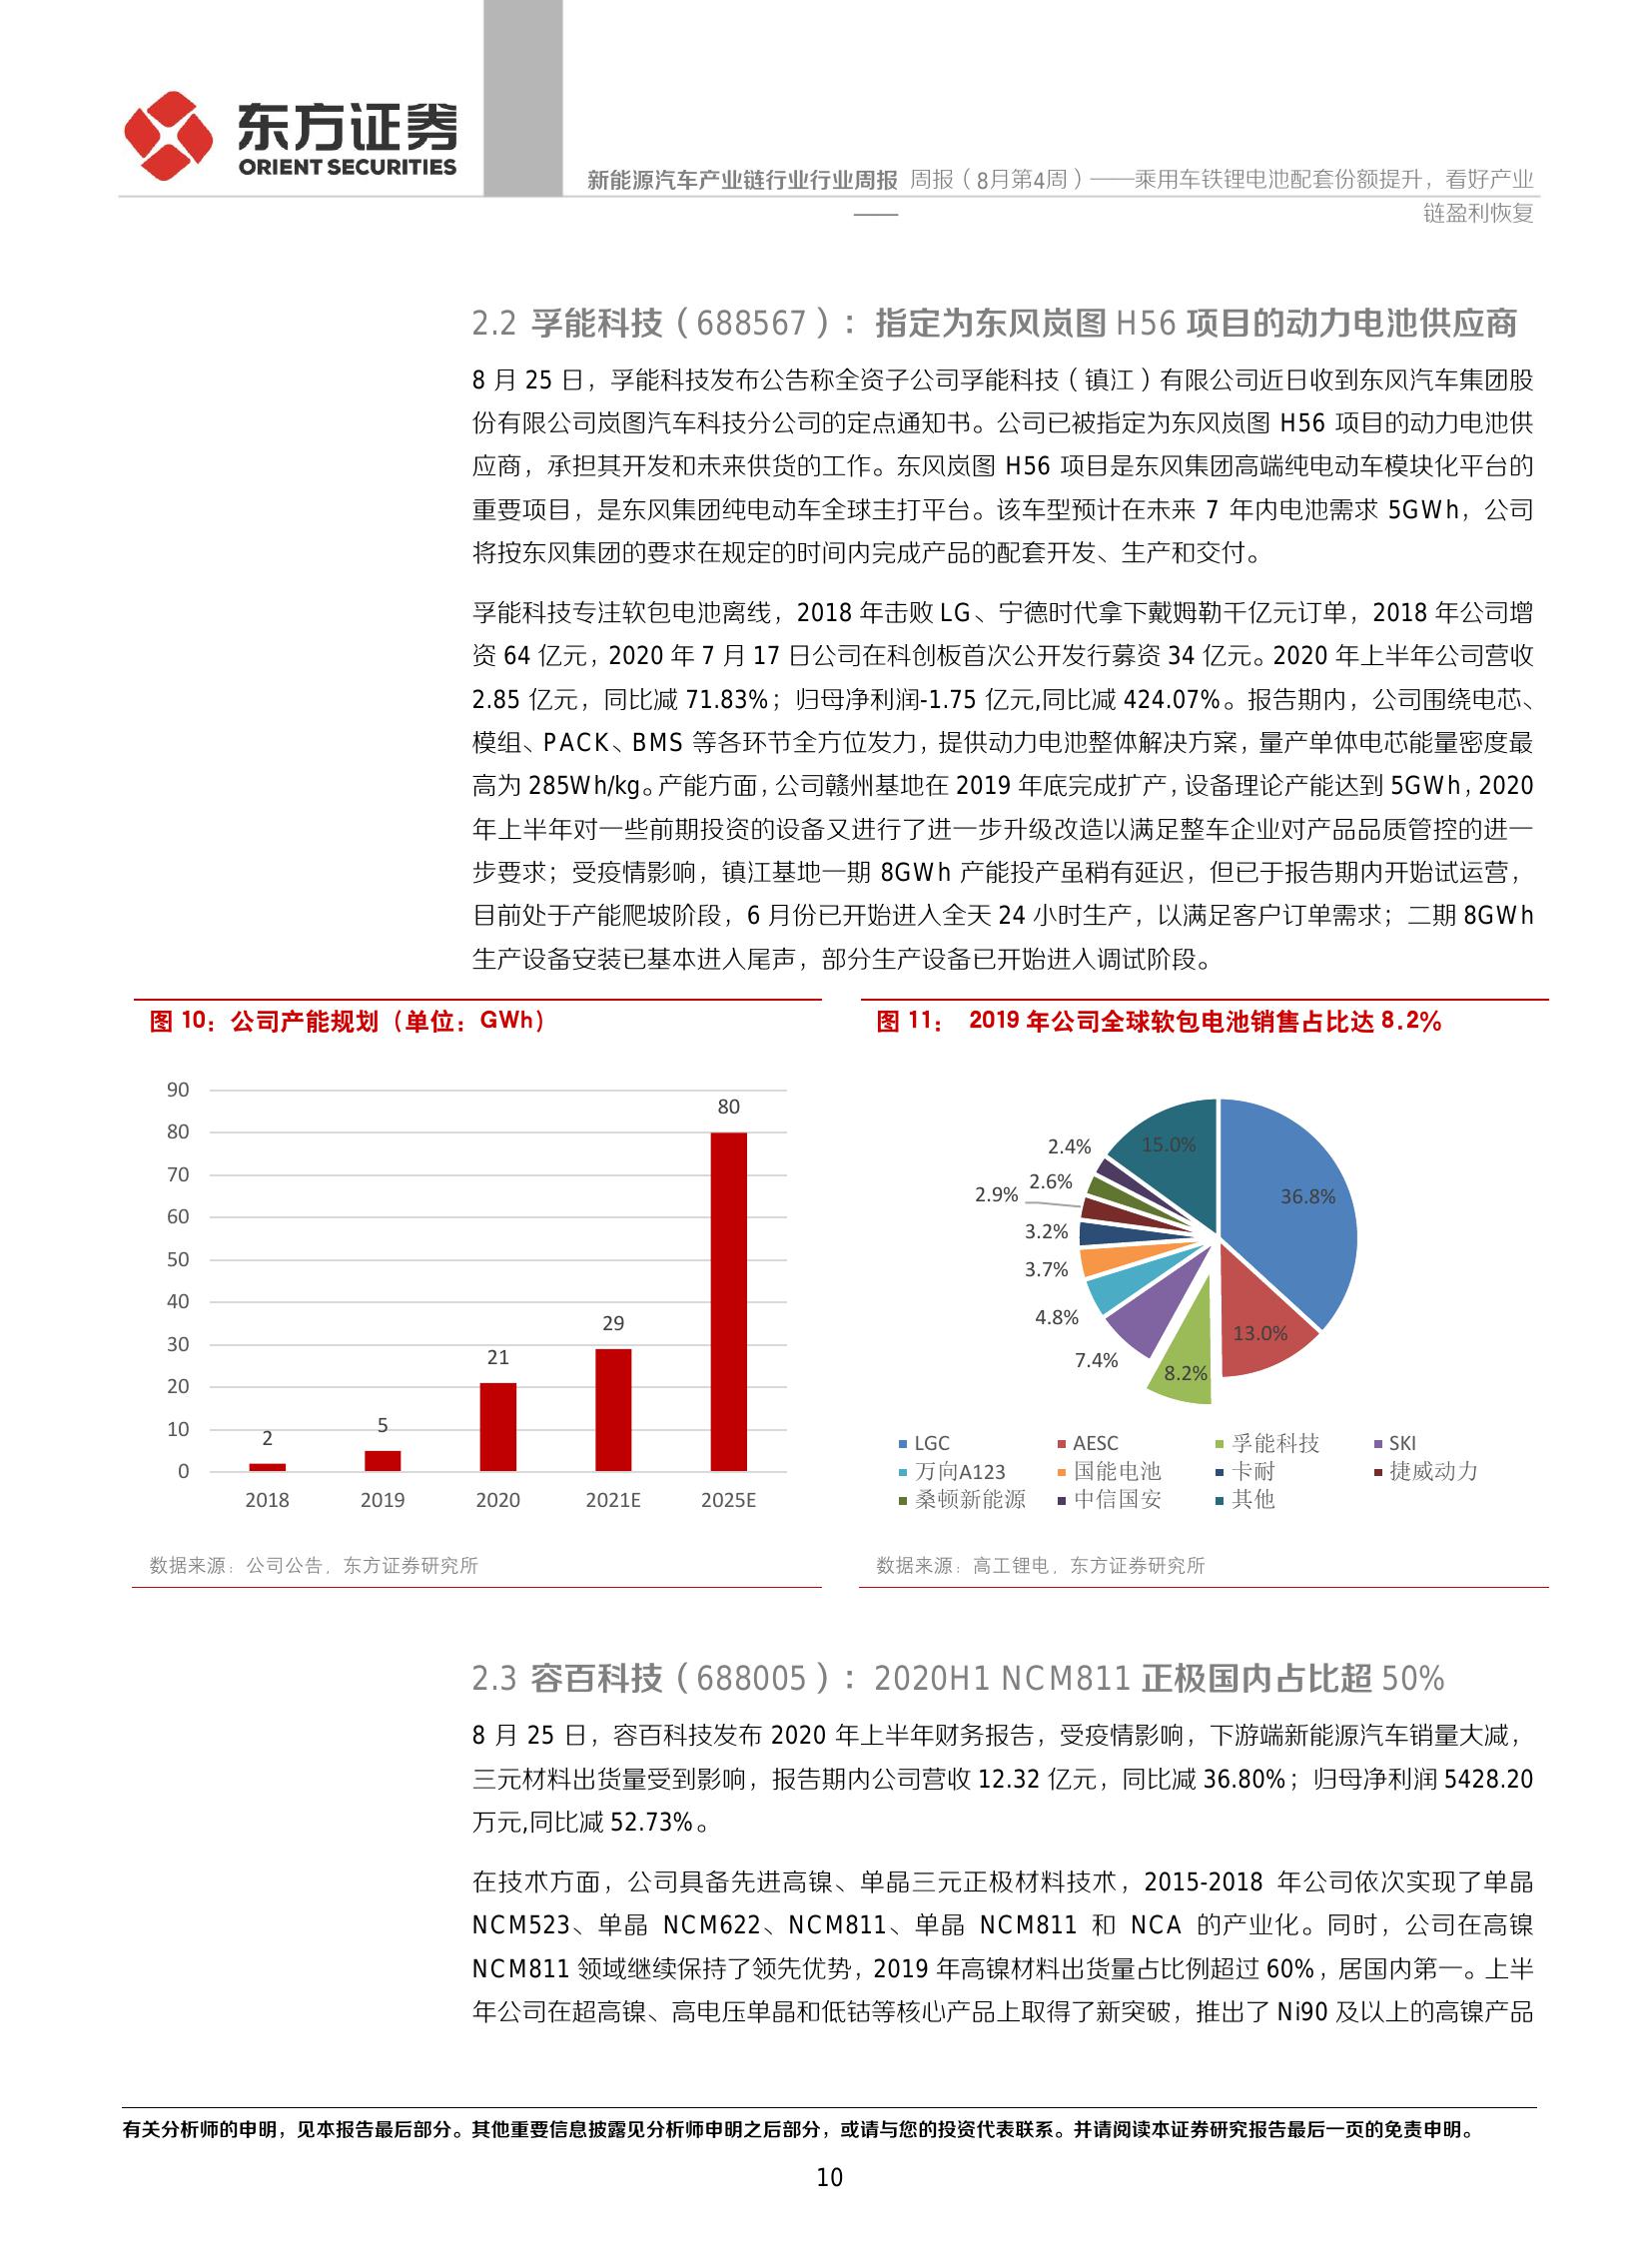 东方证券
ORIENT SECURITIES
新能源汽车产业链行业行业周报 周报（8月第4周）——乘用车铁锂电池配套份额提升，看好产业
——
链盈利恢复
2.2 孚能科技（688567）：指定为东风岚图 H56 项目的动力电池供应商
8 月 25 日，孚能科技发布公告称全资子公司孚能科技（镇江）有限公司近日收到东风汽车集团股
份有限公司岚图汽车科技分公司的定点通知书。公司已被指定为东风岚图 H56 项目的动力电池供
应商，承担其开发和未来供货的工作。东风岚图 H56 项目是东风集团高端纯电动车模块化平台的
重要项目，是东风集团纯电动车全球主打平台。该车型预计在未来 7 年内电池需求 5GWh，公司
将按东风集团的要求在规定的时间内完成产品的配套开发、生产和交付。
孚能科技专注软包电池离线，2018 年击败 LG、宁德时代拿下戴姆勒千亿元订单，2018 年公司增
资 64 亿元，2020 年 7 月 17 日公司在科创板首次公开发行募资 34 亿元。2020 年上半年公司营收
2.85 亿元，同比减 71.83%；归母净利润-1.75 亿元,同比减 424.07%。报告期内，公司围绕电芯、
模组、PACK、BMS 等各环节全方位发力，提供动力电池整体解决方案，量产单体电芯能量密度最
高为 285Wh/kg。产能方面，公司赣州基地在 2019 年底完成扩产，设备理论产能达到 5GWh，2020
年上半年对一些前期投资的设备又进行了进一步升级改造以满足整车企业对产品品质管控的进一
步要求；受疫情影响，镇江基地一期 8GWh 产能投产虽稍有延迟，但已于报告期内开始试运营，
目前处于产能爬坡阶段，6 月份已开始进入全天 24 小时生产，以满足客户订单需求；二期 8GWh
生产设备安装已基本进入尾声，部分生产设备已开始进入调试阶段。
图 10：公司产能规划（单位：GWh）
90
80
70
60
50
40
30
20
10
0
2
5
21
29
80
2018 2019 2020 2021E 2025E
数据来源：公司公告，东方证券研究所
图 11： 2019 年公司全球软包电池销售占比达 8.2%
36.8%
13.0%
8.2%
7.4%
4.8%
3.7%
3.2%
2.9%
2.6%
2.4%
15.0%
LGC AESC 孚能科技 SKI
万向A123 国能电池 卡耐 捷威动力
桑顿新能源 中信国安 其他
数据来源：高工锂电，东方证券研究所
2.3 容百科技（688005）：2020H1 NCM811 正极国内占比超 50%
8 月 25 日，容百科技发布 2020 年上半年财务报告，受疫情影响，下游端新能源汽车销量大减，
三元材料出货量受到影响，报告期内公司营收 12.32 亿元，同比减 36.80%；归母净利润 5428.20
万元,同比减 52.73%。
在技术方面，公司具备先进高镍、单晶三元正极材料技术，2015-2018 年公司依次实现了单晶
NCM523、单晶 NCM622、NCM811、单晶 NCM811 和 NCA 的产业化。同时，公司在高镍
NCM811 领域继续保持了领先优势，2019 年高镍材料出货量占比例超过 60%，居国内第一。上半
年公司在超高镍、高电压单晶和低钴等核心产品上取得了新突破，推出了 Ni90 及以上的高镍产品
有关分析师的申明，见本报告最后部分。其他重要信息披露见分析师申明之后部分，或请与您的投资代表联系。并请阅读本证券研究报告最后一页的免责申明。
10